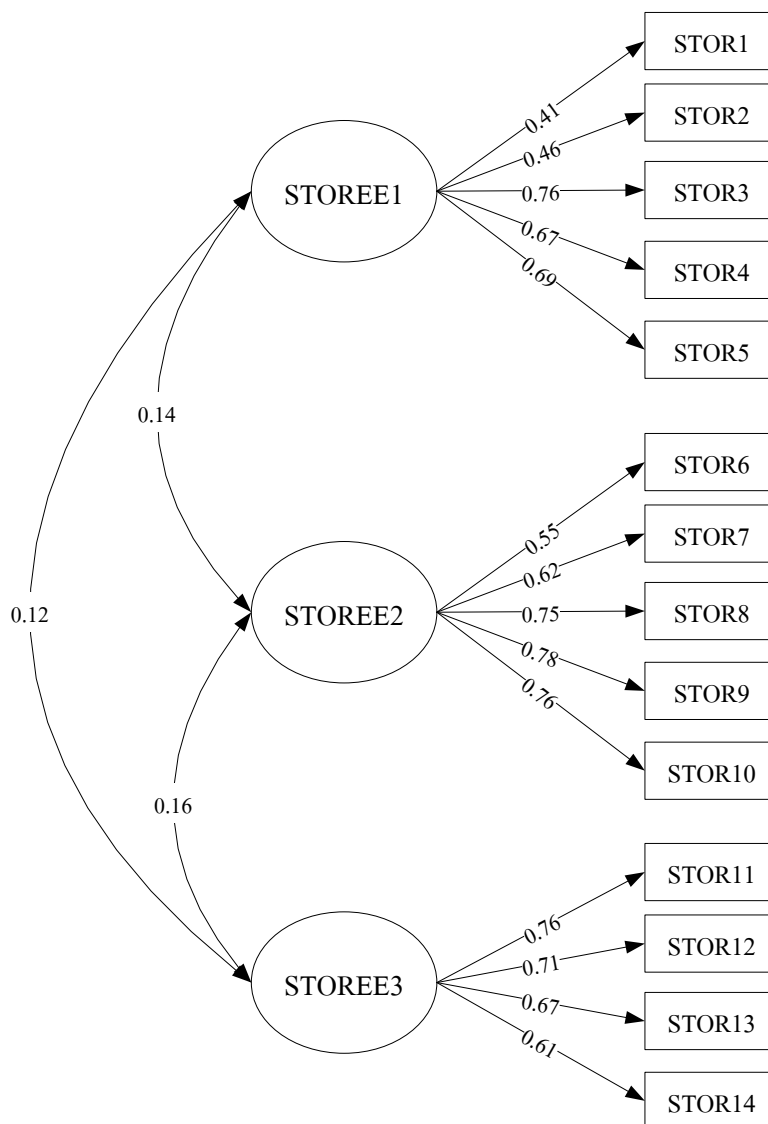 STOR1
0.41
STOR2
0.46
STOREE1
0.76
STOR3
0.67
STOR4
0.69
STOR5
0.14
STOR6
0.55
STOR7
0.62
0.12
STOREE2
0.75
STOR8
0.78
STOR9
0.76
STOR10
0.16
STOR11
0.76
STOR12
0.71
STOREE3
0.67
STOR13
0.61
STOR14